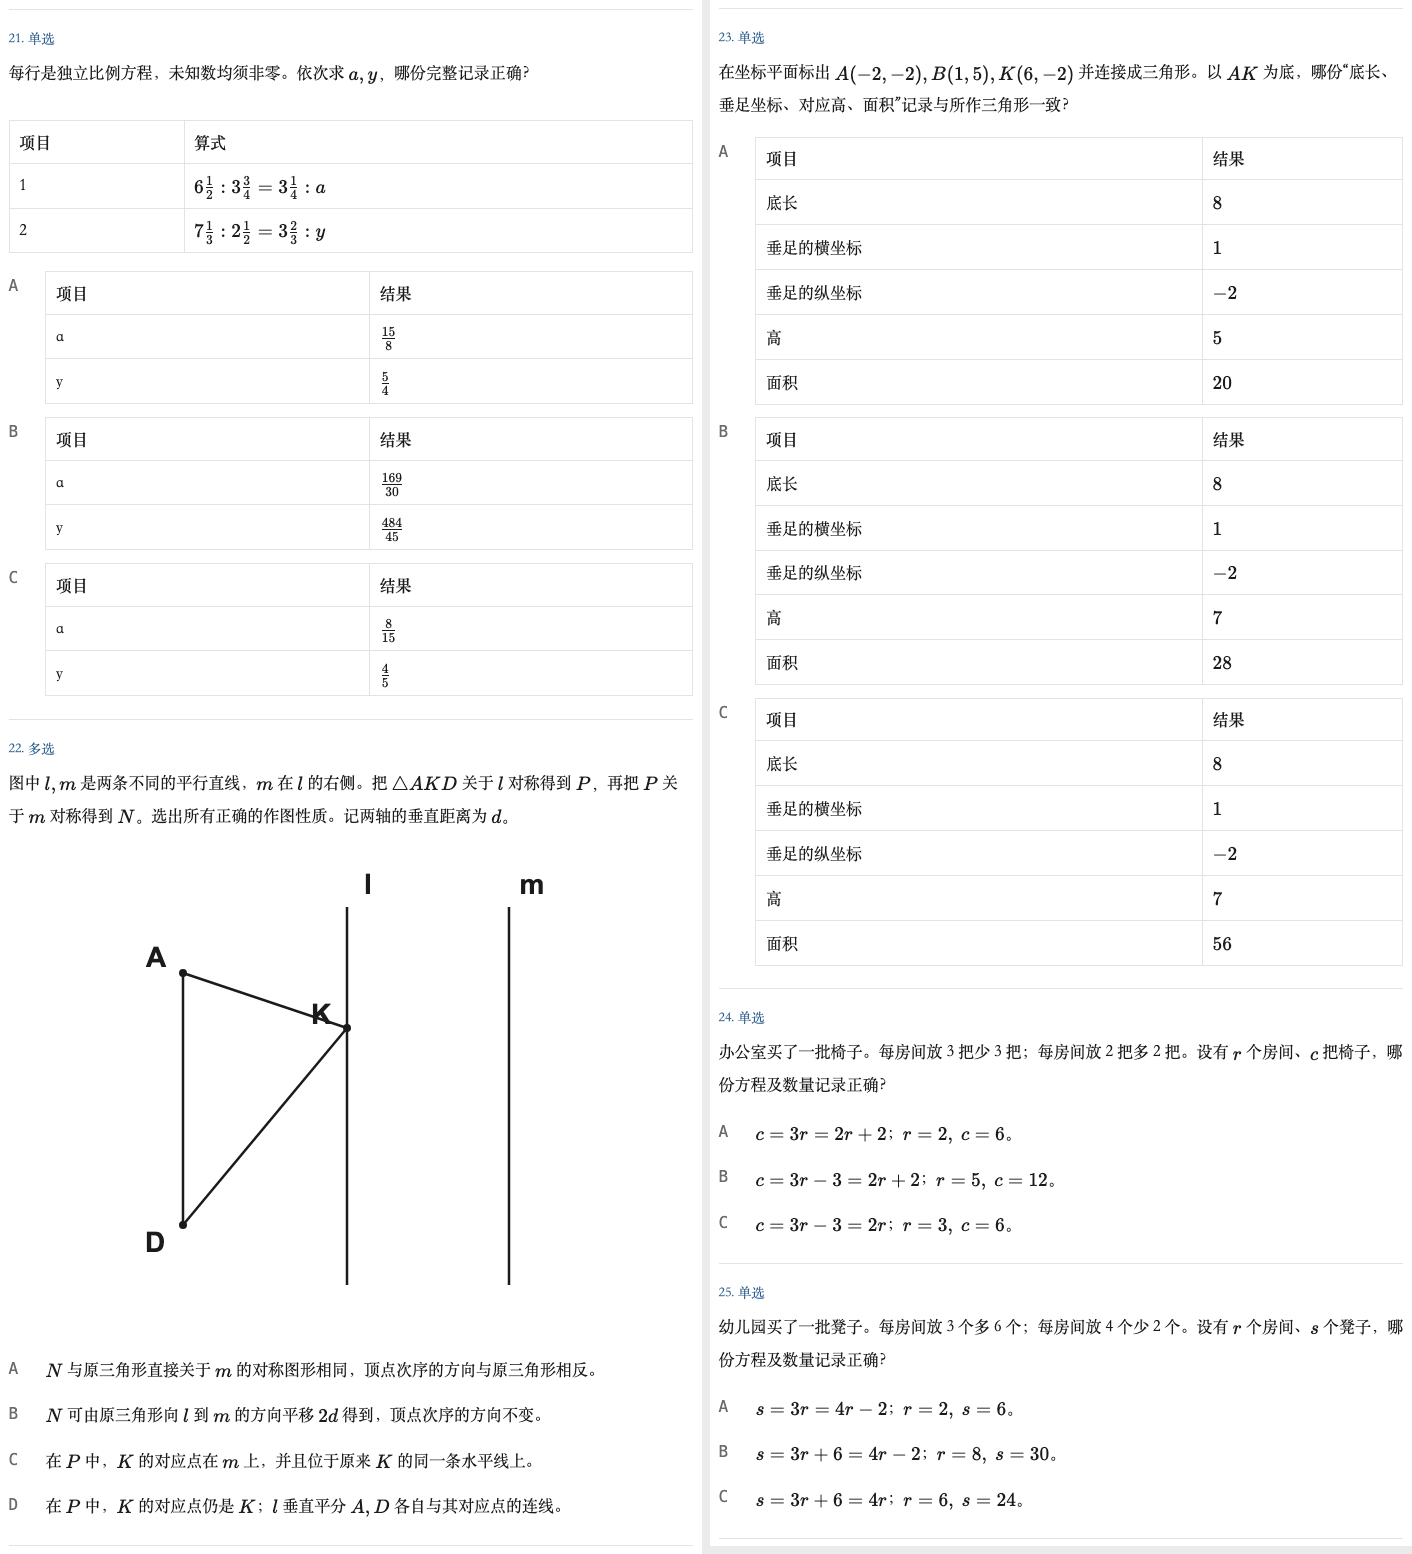 21. 单选
每行是独立比例方程，未知数均须非零。依次求 a, y，哪份完整记录正确?
项目 算式
1 6 1/2 : 3 3/4 = 3 1/4 : a
2 7 1/3 : 2 1/2 = 3 2/3 : y
A
项目 结果
a 15/8
y 5/4
B
项目 结果
a 169/30
y 484/45
C
项目 结果
a 8/15
y 4/5
22. 多选
图中 l, m 是两条不同的平行直线，m 在 l 的右侧。把 △AKD 关于 l 对称得到 P，再把 P 关
于 m 对称得到 N。选出所有正确的作图性质。记两轴的垂直距离为 d。
l m
A
K
D
A N 与原三角形直接关于 m 的对称图形相同，顶点次序的方向与原三角形相反。
B N 可由原三角形向 l 到 m 的方向平移 2d 得到，顶点次序的方向不变。
C 在 P 中，K 的对应点在 m 上，并且位于原来 K 的同一条水平线上。
D 在 P 中，K 的对应点仍是 K；l 垂直平分 A, D 各自与其对应点的连线。
23. 单选
在坐标平面标出 A(−2, −2), B(1, 5), K(6, −2) 并连接成三角形。以 AK 为底，哪份“底长、
垂足坐标、对应高、面积”记录与所作三角形一致?
A
项目 结果
底长 8
垂足的横坐标 1
垂足的纵坐标 −2
高 5
面积 20
B
项目 结果
底长 8
垂足的横坐标 1
垂足的纵坐标 −2
高 7
面积 28
C
项目 结果
底长 8
垂足的横坐标 1
垂足的纵坐标 −2
高 7
面积 56
24. 单选
办公室买了一批椅子。每房间放 3 把少 3 把；每房间放 2 把多 2 把。设有 r 个房间、c 把椅子，哪
份方程及数量记录正确?
A c = 3r = 2r + 2；r = 2, c = 6。
B c = 3r − 3 = 2r + 2；r = 5, c = 12。
C c = 3r − 3 = 2r；r = 3, c = 6。
25. 单选
幼儿园买了一批凳子。每房间放 3 个多 6 个；每房间放 4 个少 2 个。设有 r 个房间、s 个凳子，哪
份方程及数量记录正确?
A s = 3r = 4r − 2；r = 2, s = 6。
B s = 3r + 6 = 4r − 2；r = 8, s = 30。
C s = 3r + 6 = 4r；r = 6, s = 24。